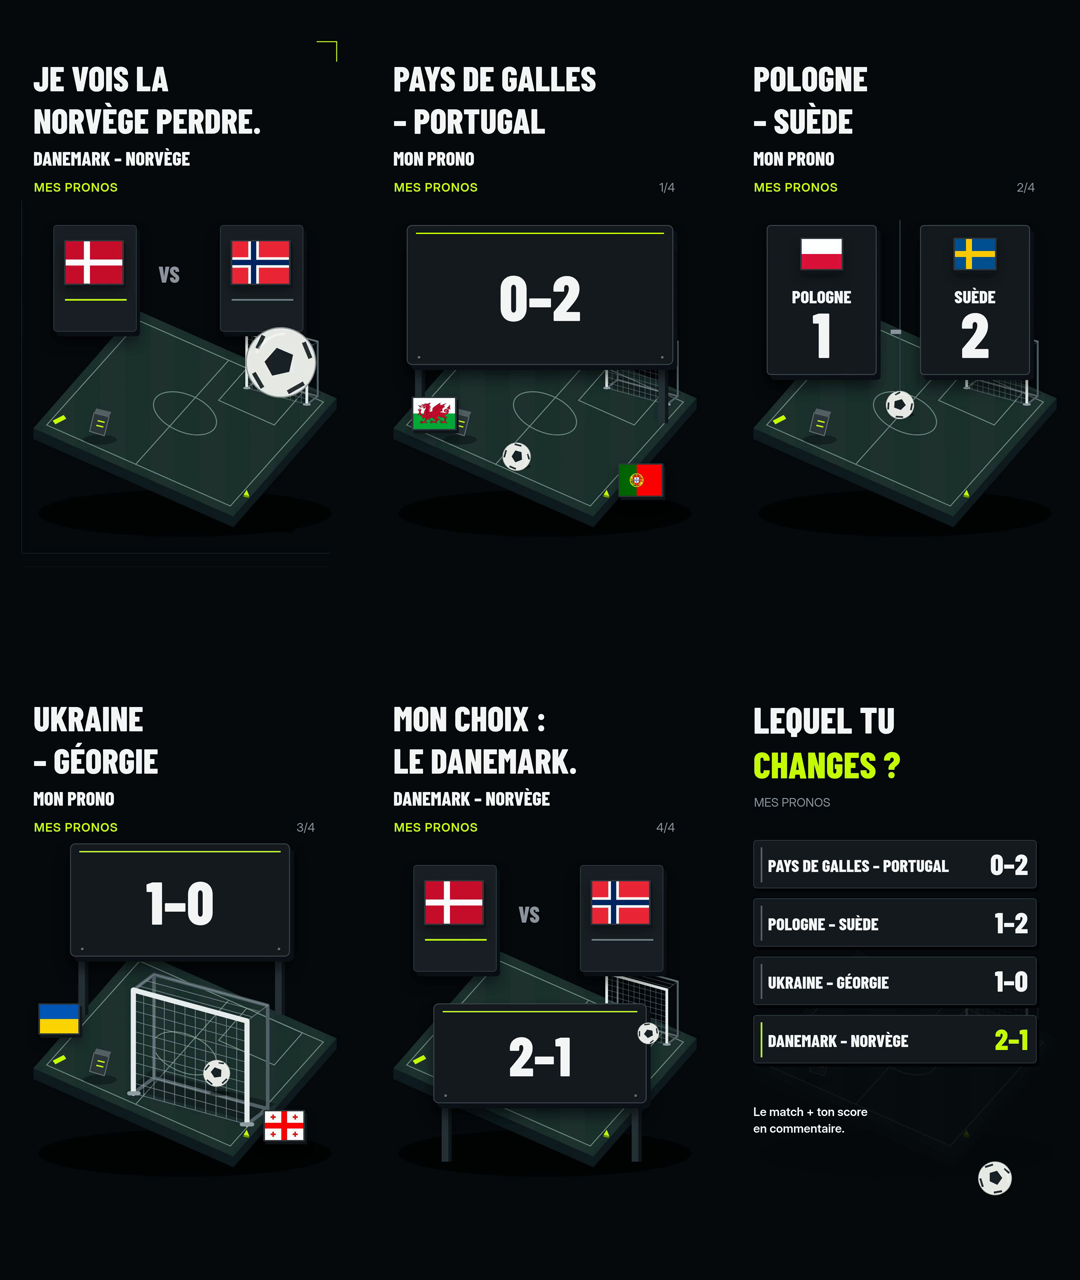 JE VOIS LA
NORVÈGE PERDRE.
DANEMARK – NORVÈGE
MES PRONOS
VS
PAYS DE GALLES
– PORTUGAL
MON PRONO
MES PRONOS 1/4
0–2
POLOGNE
– SUÈDE
MON PRONO
MES PRONOS 2/4
POLOGNE SUÈDE
1 2
UKRAINE
– GÉORGIE
MON PRONO
MES PRONOS 3/4
1–0
MON CHOIX :
LE DANEMARK.
DANEMARK – NORVÈGE
MES PRONOS 4/4
VS
2–1
LEQUEL TU
CHANGES ?
MES PRONOS
PAYS DE GALLES – PORTUGAL 0–2
POLOGNE – SUÈDE 1–2
UKRAINE – GÉORGIE 1–0
DANEMARK – NORVÈGE 2–1
Le match + ton score
en commentaire.